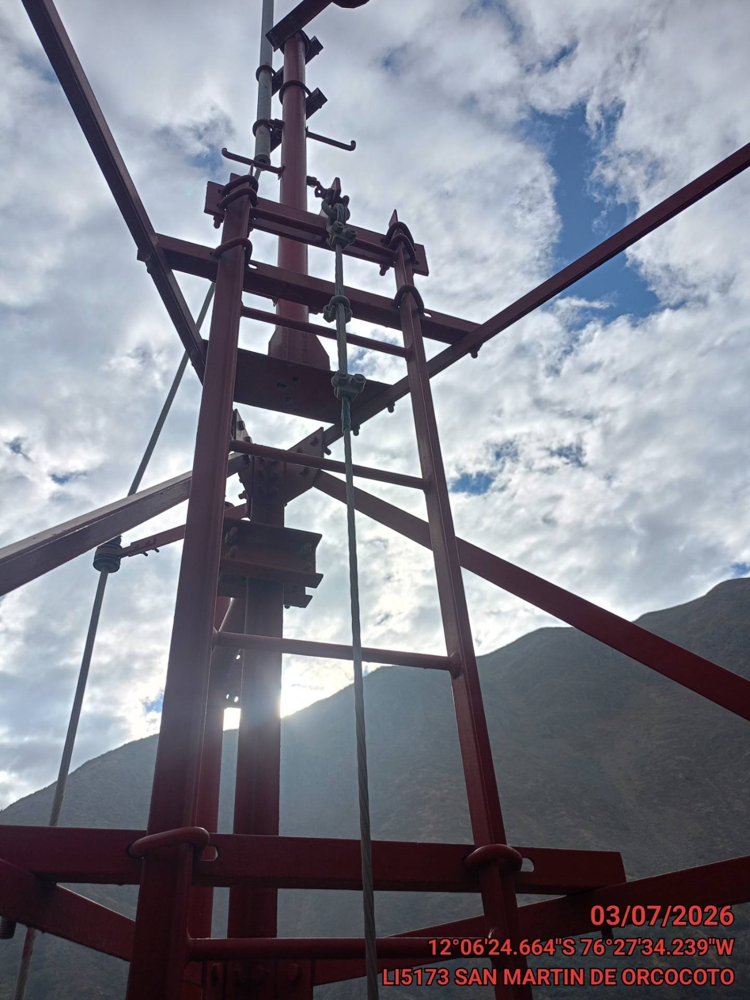 03/07/2026
12°06'24.664"S 76°27'34.239"W
LI5173 SAN MARTIN DE ORCOCOTO